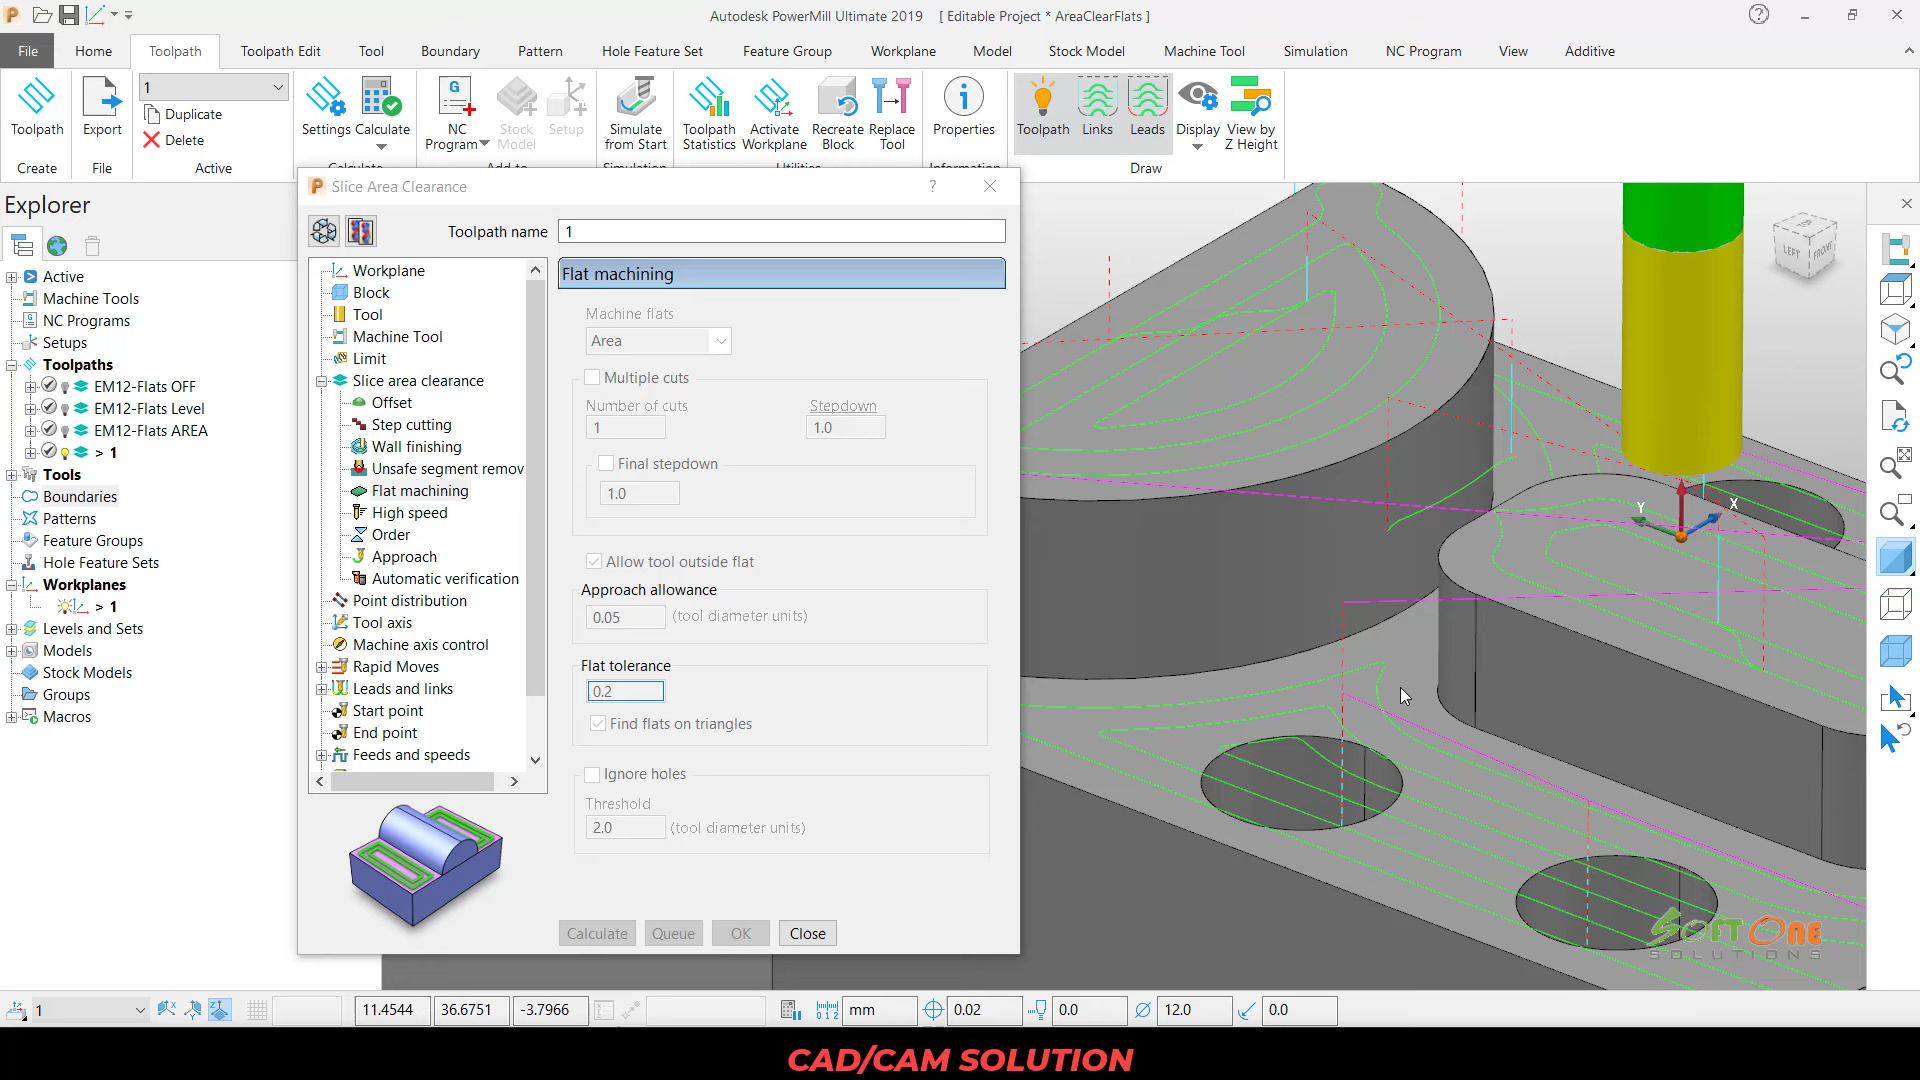 Autodesk PowerMill Ultimate 2019 [ Editable Project * AreaClearFlats ]
File Home Toolpath Toolpath Edit Tool Boundary Pattern Hole Feature Set Feature Group Workplane Model Stock Model Machine Tool Simulation NC Program View Additive
Toolpath
Create
Export
File
1
Duplicate
Delete
Active
Settings
Calculate
Calculate
NC
Program
Stock
Model
Setup
Add to
Simulate
from Start
Simulation
Toolpath
Statistics
Activate
Workplane
Recreate
Block
Replace
Tool
Utilities
Properties
Information
Toolpath
Links
Leads
Display
View by
Z Height
Draw
Explorer
Active
Machine Tools
NC Programs
Setups
Toolpaths
EM12-Flats OFF
EM12-Flats Level
EM12-Flats AREA
> 1
Tools
Boundaries
Patterns
Feature Groups
Hole Feature Sets
Workplanes
> 1
Levels and Sets
Models
Stock Models
Groups
Macros
Slice Area Clearance
?
Toolpath name 1
Workplane
Block
Tool
Machine Tool
Limit
Slice area clearance
Offset
Step cutting
Wall finishing
Unsafe segment remov
Flat machining
High speed
Order
Approach
Automatic verification
Point distribution
Tool axis
Machine axis control
Rapid Moves
Leads and links
Start point
End point
Feeds and speeds
Flat machining
Machine flats
Area
Multiple cuts
Number of cuts Stepdown
1 1.0
Final stepdown
1.0
Allow tool outside flat
Approach allowance
0.05 (tool diameter units)
Flat tolerance
0.2
Find flats on triangles
Ignore holes
Threshold
2.0 (tool diameter units)
Calculate Queue OK Close
LEFT FRONT
Y X
SOFTONE
SOLUTIONS
1 11.4544 36.6751 -3.7966 mm 0.02 0.0 12.0 0.0
CAD/CAM SOLUTION